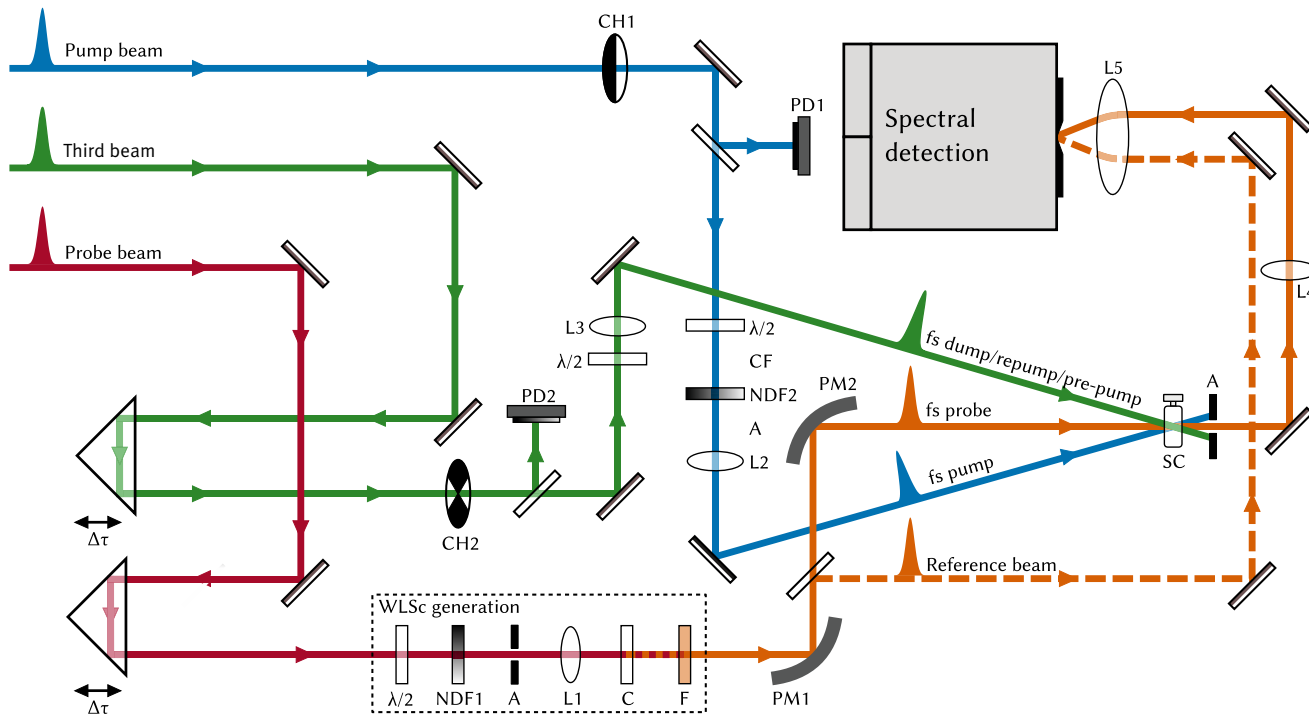 CH1
Pump beam
L5
PD1
Spectral
detection
Third beam
Probe beam
L4
L3
λ/2
λ/2
CF
fs dump/repump/pre-pump
PM2
A
PD2
NDF2
fs probe
A
L2
SC
fs pump
Δτ
CH2
Reference beam
WLSc generation
Δτ
λ/2
NDF1
A
L1
C
F
PM1